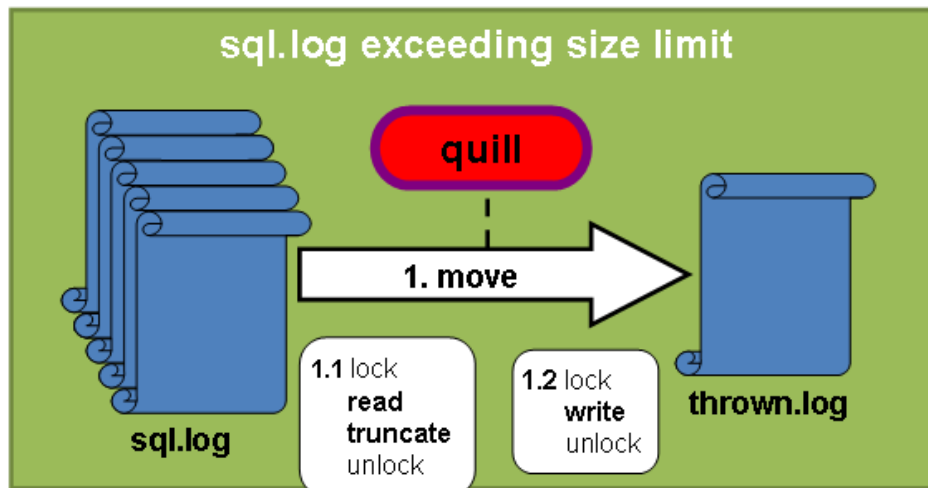 sql.log exceeding size limit
quill
1. move
1.1 lock
read
truncate
unlock
1.2 lock
write
unlock
sql.log
thrown.log